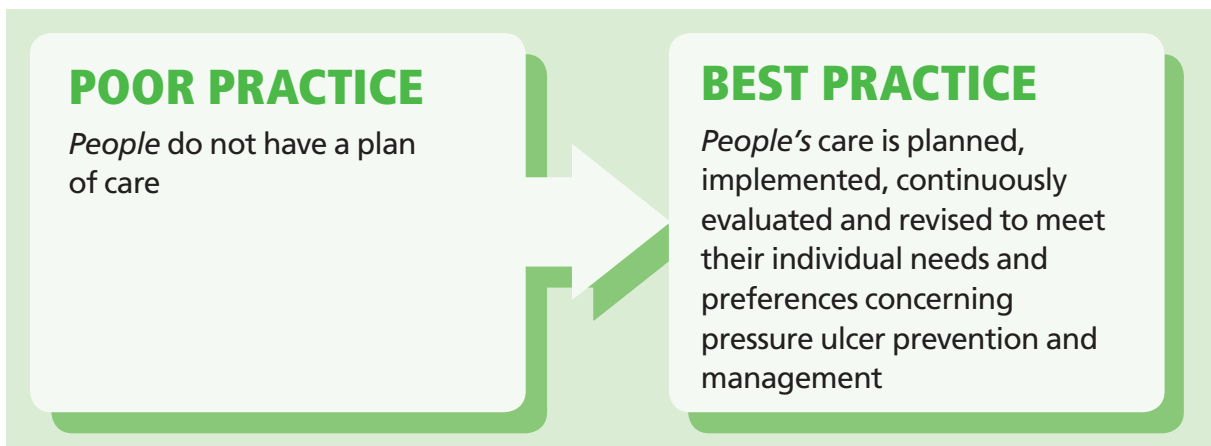 POOR PRACTICE
People do not have a plan
of care
BEST PRACTICE
People's care is planned,
implemented, continuously
evaluated and revised to meet
their individual needs and
preferences concerning
pressure ulcer prevention and
management